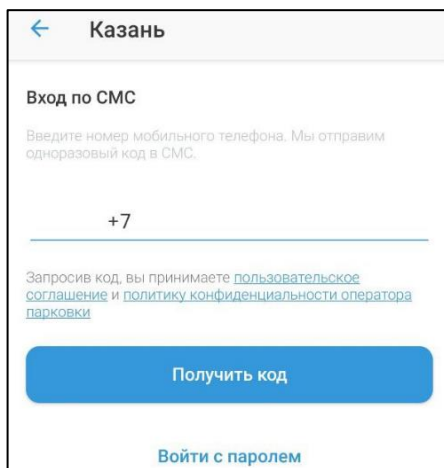 Казань
Вход по СМС
Введите номер мобильного телефона. Мы отправим
одноразовый код в СМС.
+7
Запросив код, вы принимаете пользовательское
соглашение и политику конфиденциальности оператора
парковки
Получить код
Войти с паролем